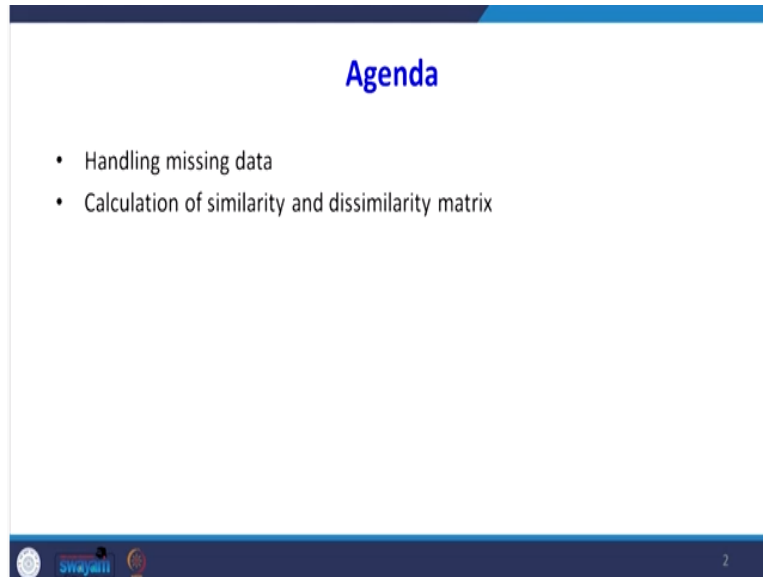 Agenda
• Handling missing data
• Calculation of similarity and dissimilarity matrix
swayam
2